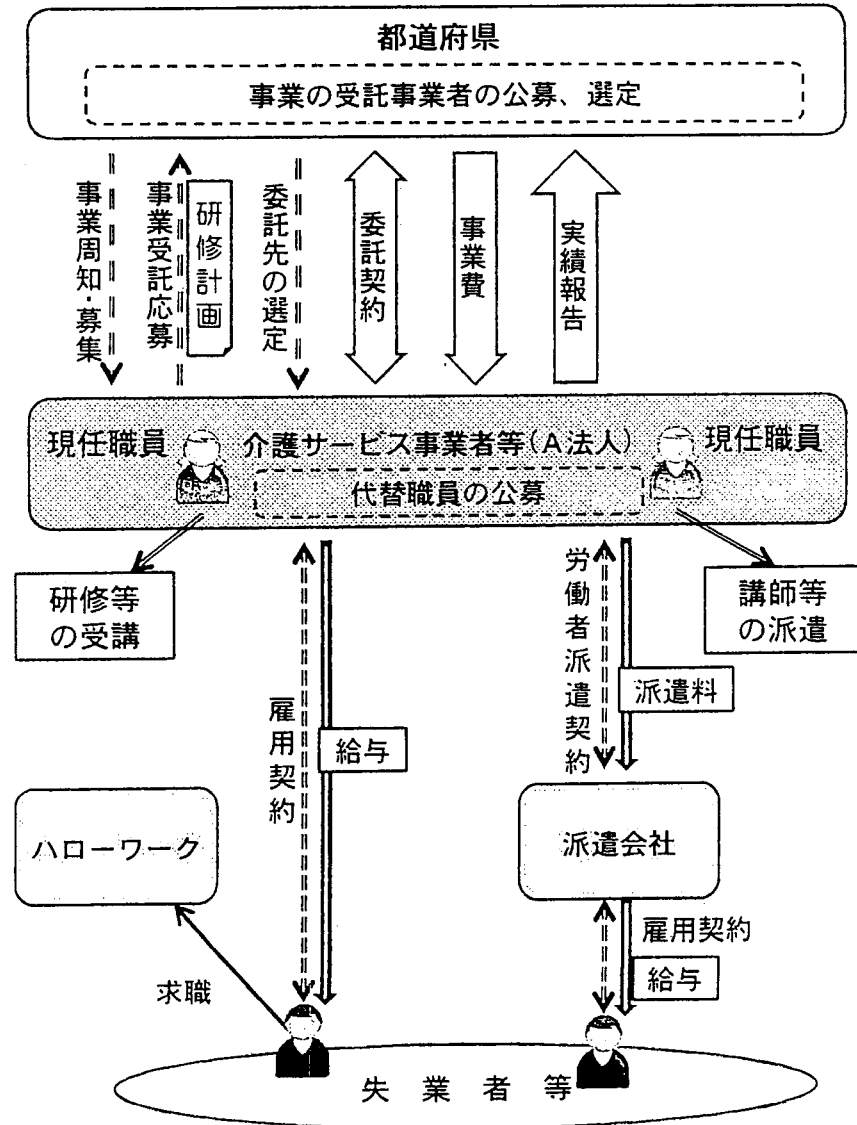 都道府県
事業の受託事業者の公募、選定
事業周知・募集
事業受託応募
研修計画
委託先の選定
委託契約
事業費
実績報告
現任職員
介護サービス事業者等(A法人)
現任職員
代替職員の公募
研修等
の受講
講師等
の派遣
雇用契約
給与
労働者派遣契約
派遣料
ハローワーク
派遣会社
求職
雇用契約
給与
失業者等